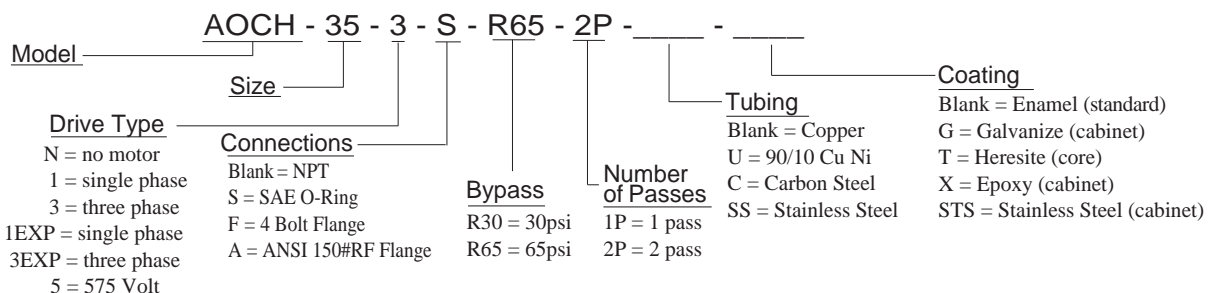 AOCH - 35 - 3 - S - R65 - 2P -____ - ____
Model
Size
Drive Type
N = no motor
1 = single phase
3 = three phase
1EXP = single phase
3EXP = three phase
5 = 575 Volt
Connections
Blank = NPT
S = SAE O-Ring
F = 4 Bolt Flange
A = ANSI 150#RF Flange
Bypass
R30 = 30psi
R65 = 65psi
Number
of Passes
1P = 1 pass
2P = 2 pass
Tubing
Blank = Copper
U = 90/10 Cu Ni
C = Carbon Steel
SS = Stainless Steel
Coating
Blank = Enamel (standard)
G = Galvanize (cabinet)
T = Heresite (core)
X = Epoxy (cabinet)
STS = Stainless Steel (cabinet)